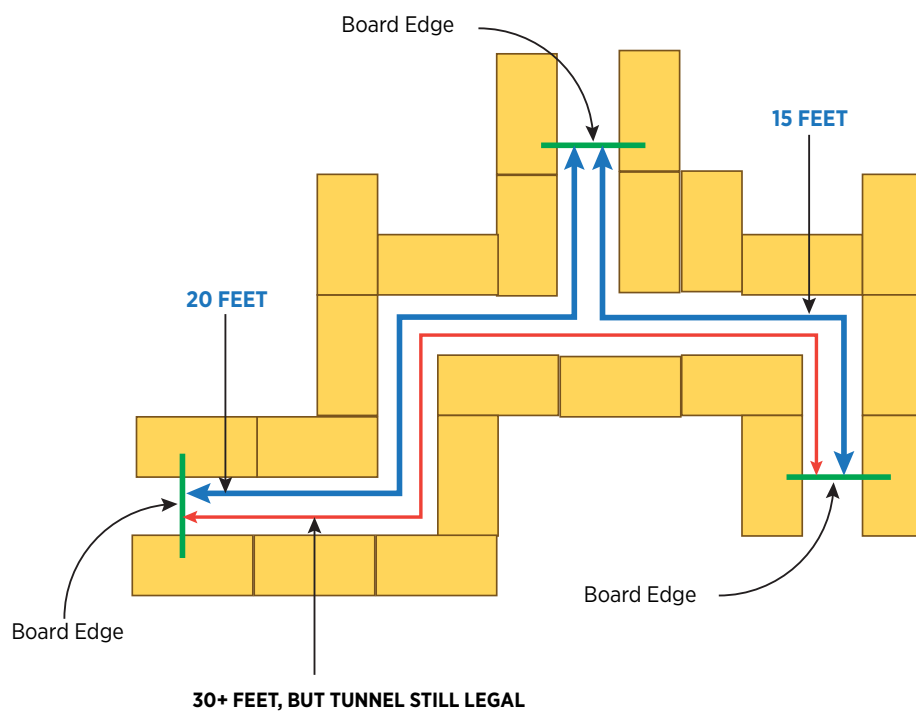 Board Edge
15 FEET
20 FEET
Board Edge
Board Edge
30+ FEET, BUT TUNNEL STILL LEGAL